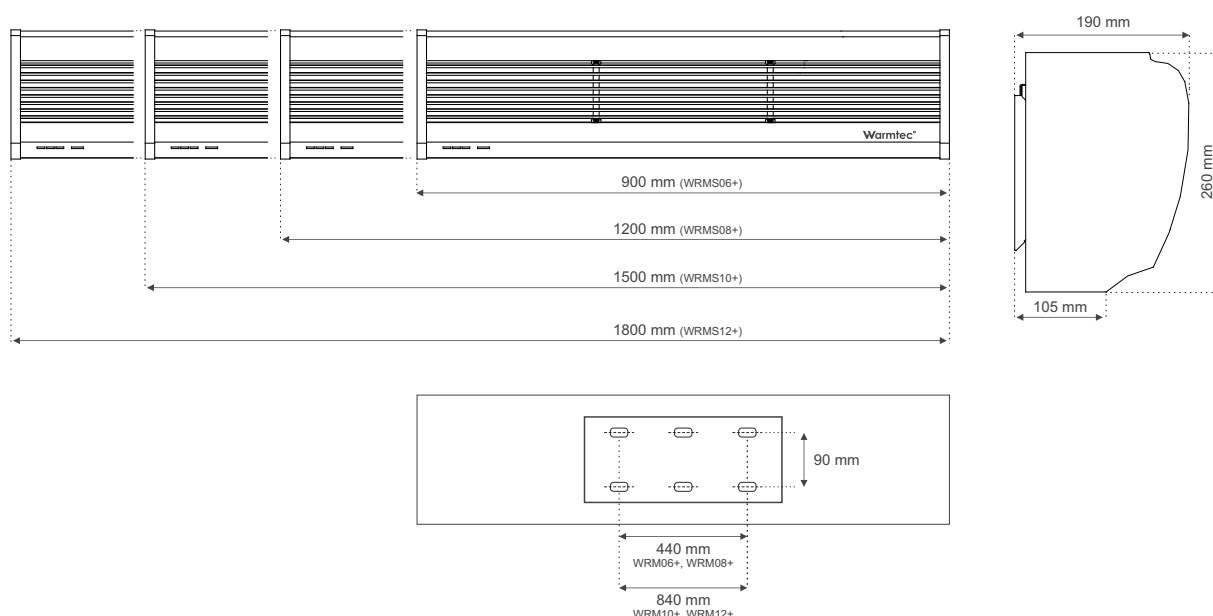 190 mm
Warmtec®
260 mm
900 mm (WRMS06+)
1200 mm (WRMS08+)
1500 mm (WRMS10+)
105 mm
1800 mm (WRMS12+)
90 mm
440 mm
WRM06+, WRM08+
840 mm
WRM10+, WRM12+